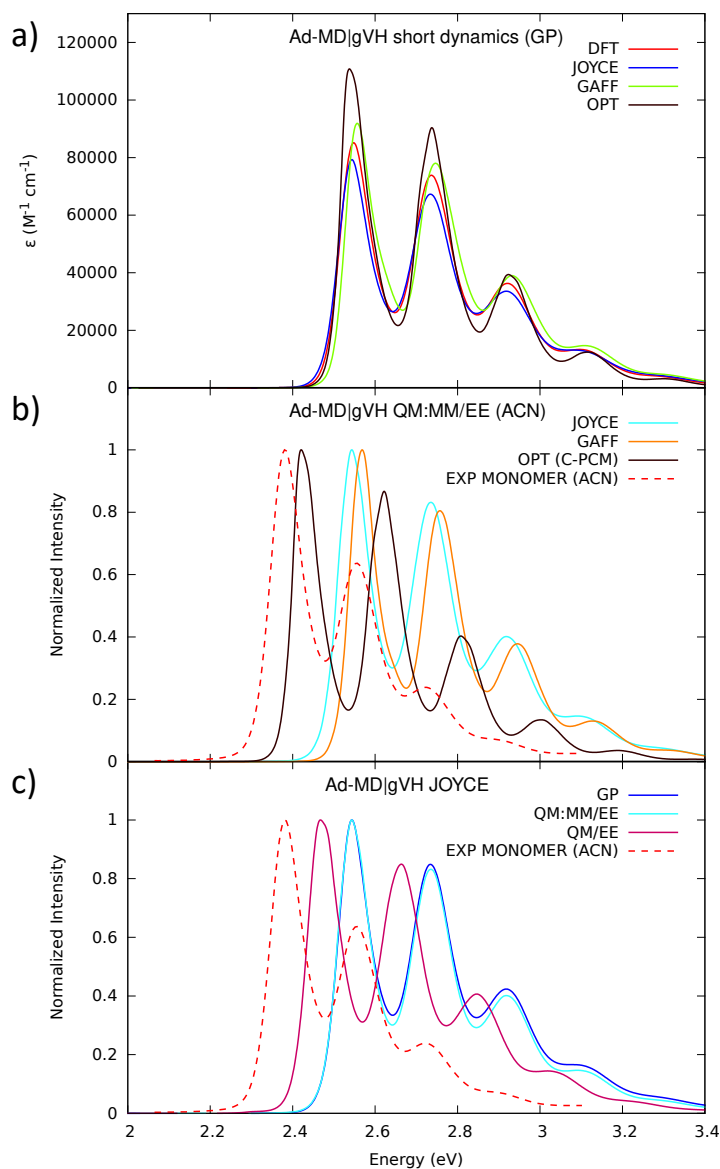 a)
Ad-MD|gVH short dynamics (GP)
DFT
JOYCE
GAFF
OPT
120000
100000
80000
60000
40000
20000
0
ε (M⁻¹ cm⁻¹)
b)
Ad-MD|gVH QM:MM/EE (ACN)
JOYCE
GAFF
OPT (C-PCM)
EXP MONOMER (ACN)
1
0.8
0.6
0.4
0.2
0
Normalized Intensity
c)
Ad-MD|gVH JOYCE
GP
QM:MM/EE
QM/EE
EXP MONOMER (ACN)
1
0.8
0.6
0.4
0.2
0
Normalized Intensity
2 2.2 2.4 2.6 2.8 3 3.2 3.4
Energy (eV)